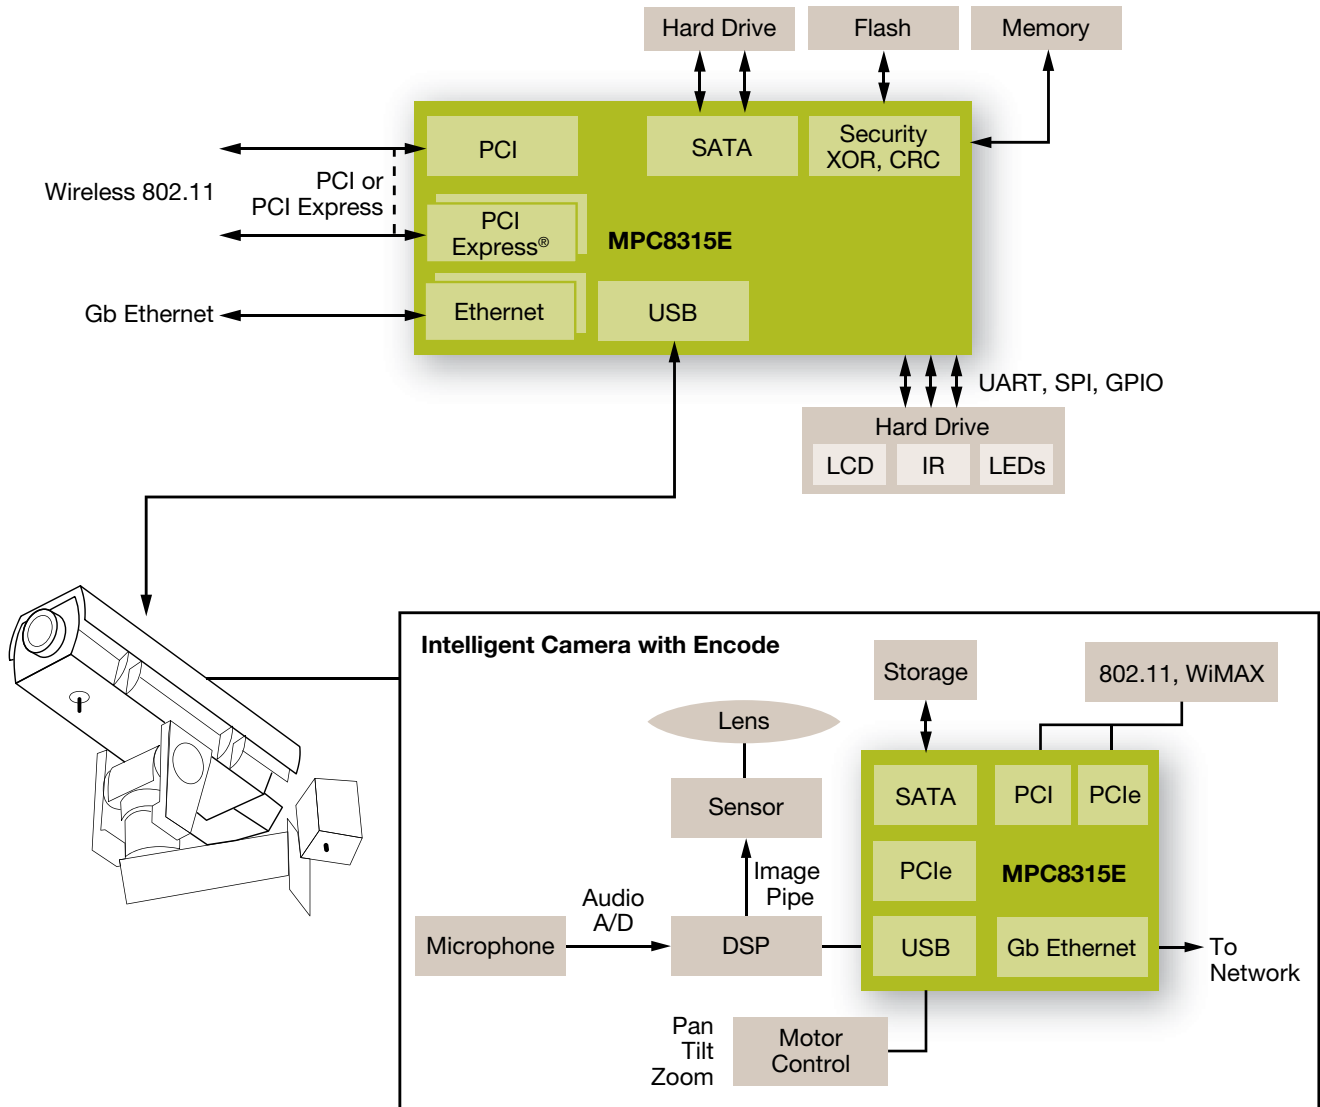 Hard Drive
Flash
Memory
PCI
SATA
Security
XOR, CRC
Wireless 802.11
PCI or
PCI Express
PCI
Express®
MPC8315E
Gb Ethernet
Ethernet
USB
UART, SPI, GPIO
Hard Drive
LCD
IR
LEDs
Intelligent Camera with Encode
Storage
802.11, WiMAX
Lens
Sensor
SATA
PCI
PCIe
PCIe
MPC8315E
Image
Pipe
Audio
A/D
Microphone
DSP
USB
Gb Ethernet
To
Network
Pan
Tilt
Zoom
Motor
Control